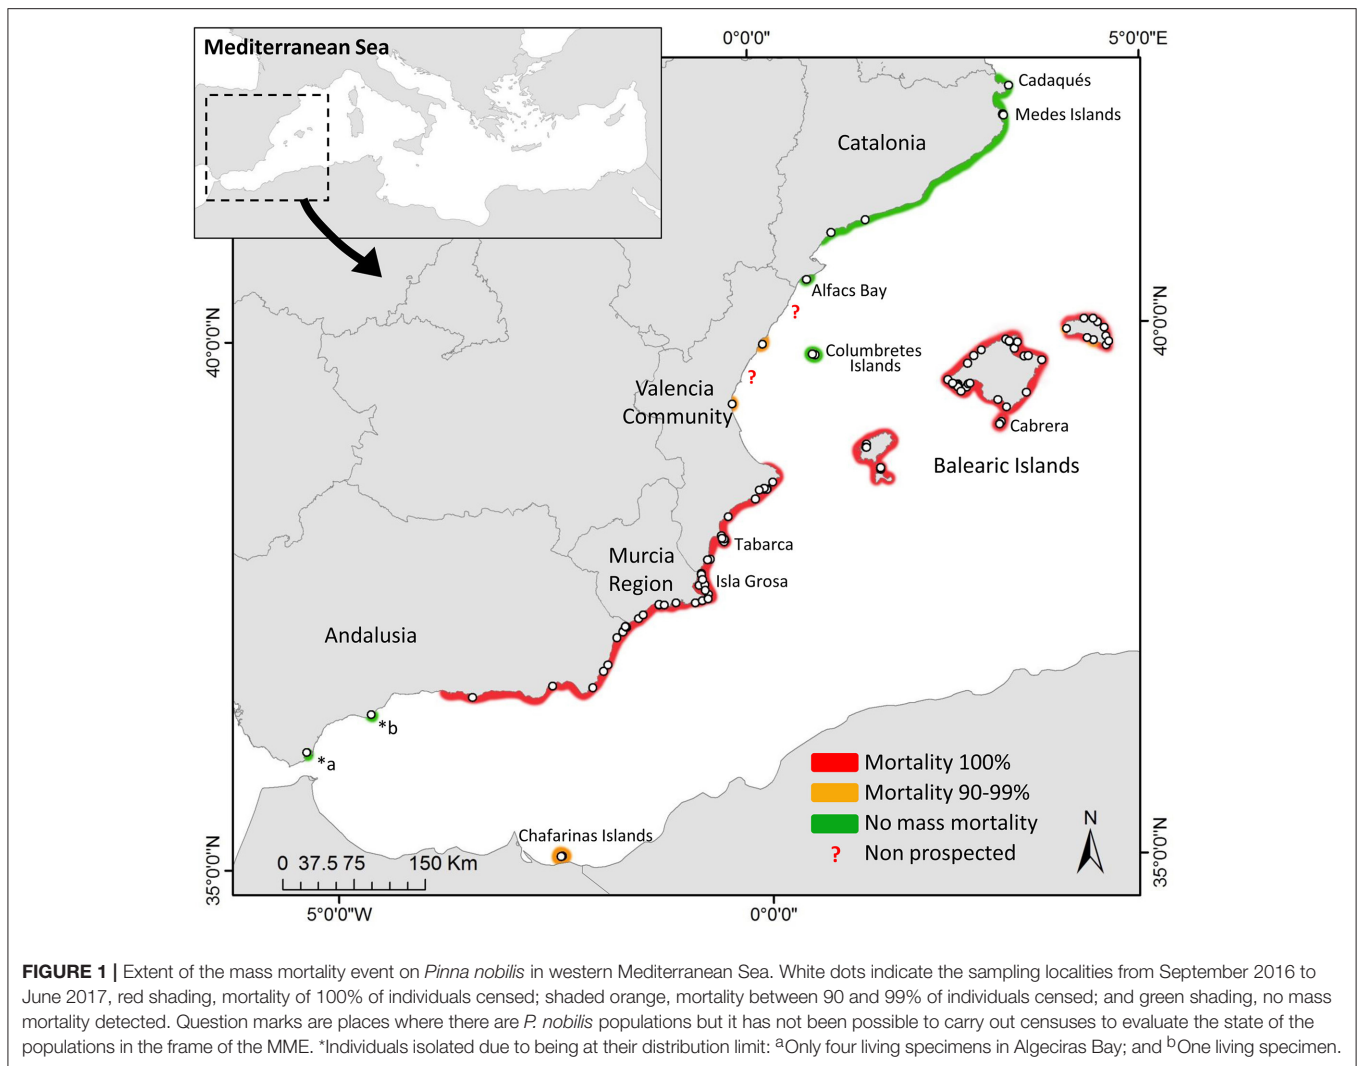 Mediterranean Sea
0°0'0"
5°0'0"E
Cadaqués
Medes Islands
Catalonia
Alfacs Bay
?
40°0'0"N
40°0'0"N
Columbretes
Islands
?
Valencia
Community
Cabrera
Balearic Islands
Tabarca
Murcia
Region
Isla Grosa
Andalusia
*b
*a
Mortality 100%
Mortality 90-99%
No mass mortality
? Non prospected
N
Chafarinas Islands
0 37.5 75 150 Km
35°0'0"N
35°0'0"N
5°0'0"W
0°0'0"
FIGURE 1 | Extent of the mass mortality event on Pinna nobilis in western Mediterranean Sea. White dots indicate the sampling localities from September 2016 to
June 2017, red shading, mortality of 100% of individuals censed; shaded orange, mortality between 90 and 99% of individuals censed; and green shading, no mass
mortality detected. Question marks are places where there are P. nobilis populations but it has not been possible to carry out censuses to evaluate the state of the
populations in the frame of the MME. *Individuals isolated due to being at their distribution limit: aOnly four living specimens in Algeciras Bay; and bOne living specimen.